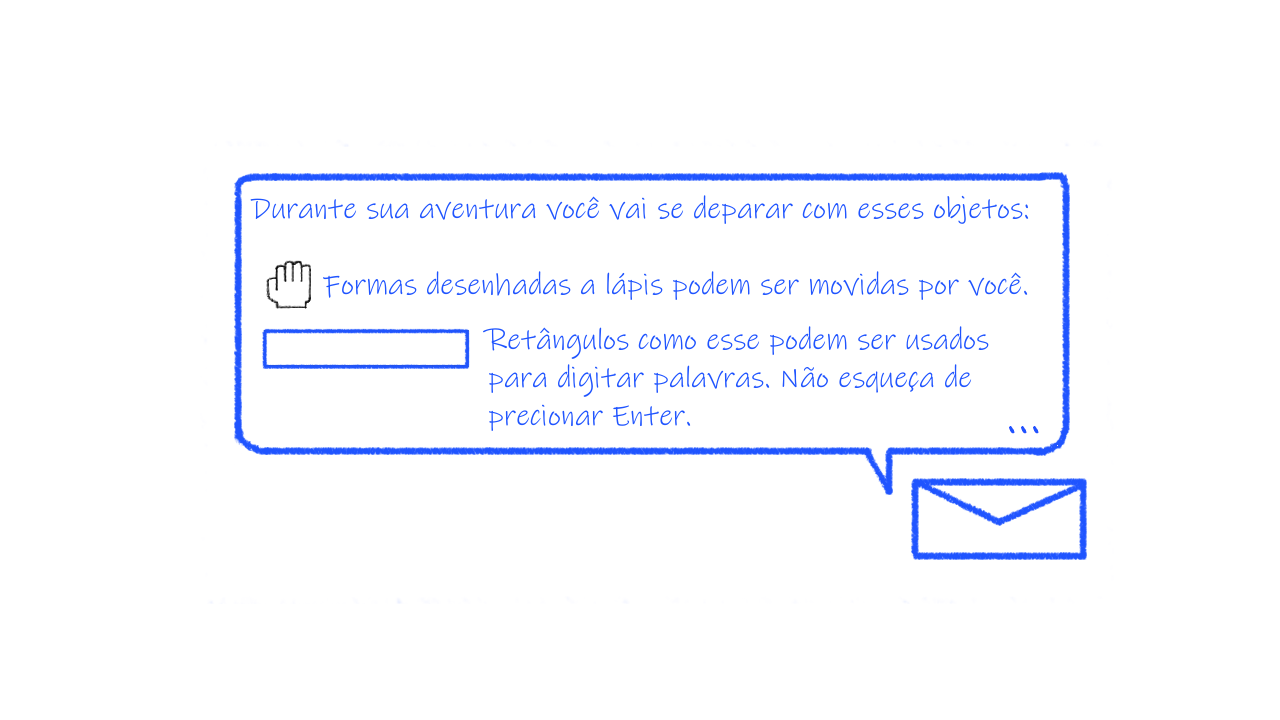 Durante sua aventura você vai se deparar com esses objetos:
Formas desenhadas a lápis podem ser movidas por você.
Retângulos como esse podem ser usados
para digitar palavras. Não esqueça de
precionar Enter.
...